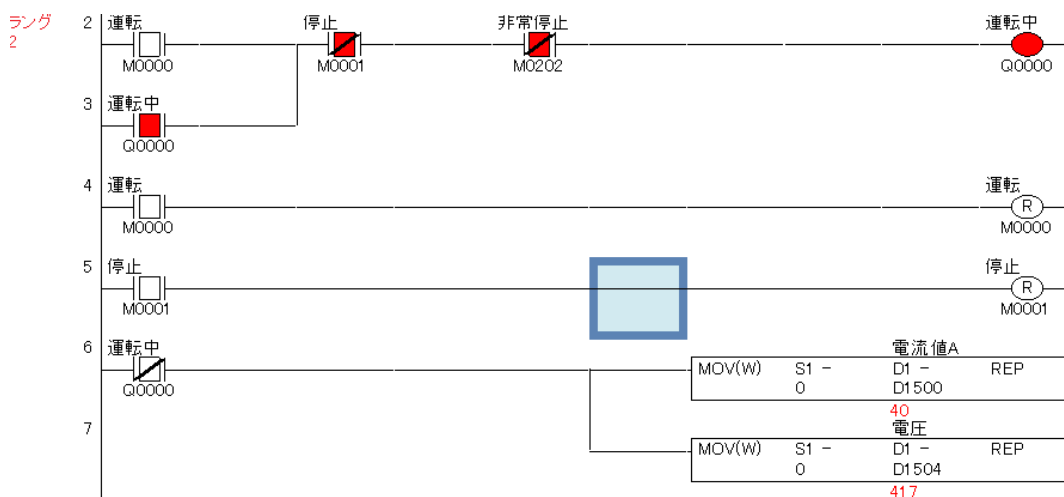 ラング 2 運転 停止 非常停止 運転中
2 M0000 M0001 M0202 Q0000
3 運転中
Q0000
4 運転 運転
R
M0000 M0000
5 停止 停止
R
M0001 M0001
6 運転中 電流値A
MOV(W) S1 - D1 - REP
Q0000 0 D1500
40
7 電圧
MOV(W) S1 - D1 - REP
0 D1504
417